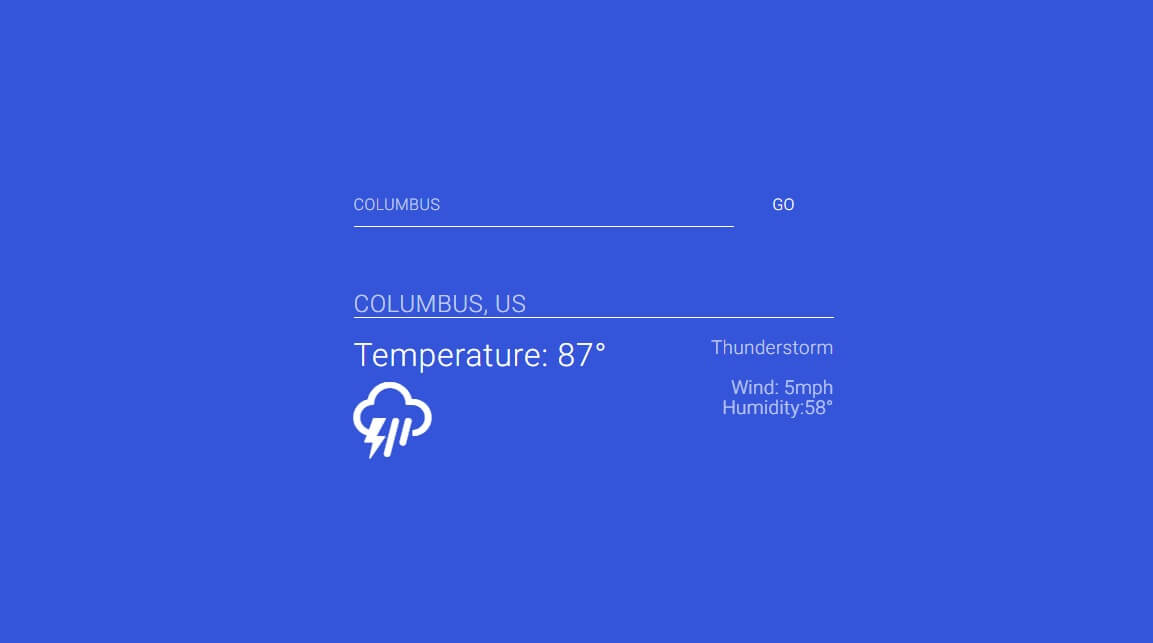 COLUMBUS GO
COLUMBUS, US
Temperature: 87°
Thunderstorm
Wind: 5mph
Humidity:58°